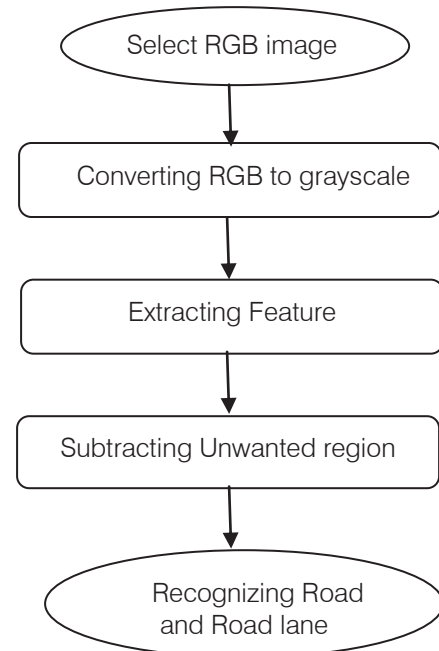 Select RGB image
Converting RGB to grayscale
Extracting Feature
Subtracting Unwanted region
Recognizing Road
and Road lane